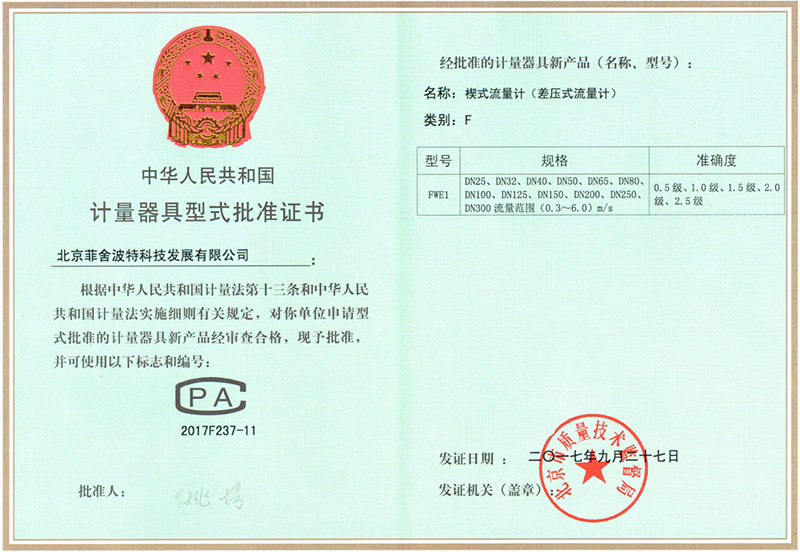 中华人民共和国
计量器具型式批准证书
北京菲舍波特科技发展有限公司：
根据中华人民共和国计量法第十三条和中华人民
共和国计量法实施细则有关规定，对你单位申请型
式批准的计量器具新产品经审查合格，现予批准，
并可使用以下标志和编号：
CPA
2017F237-11
批准人：
经批准的计量器具新产品（名称、型号）：
名称：楔式流量计（差压式流量计）
类别：F
型号 规格 准确度
FWE1
DN25、DN32、DN40、DN50、DN65、DN80、
DN100、DN125、DN150、DN200、DN250、
DN300 流量范围（0.3～6.0）m/s
0.5 级、1.0 级、1.5 级、2.0
级、2.5 级
发证日期：二〇一七年九月二十七日
发证机关（盖章）：
北京市质量技术监督局